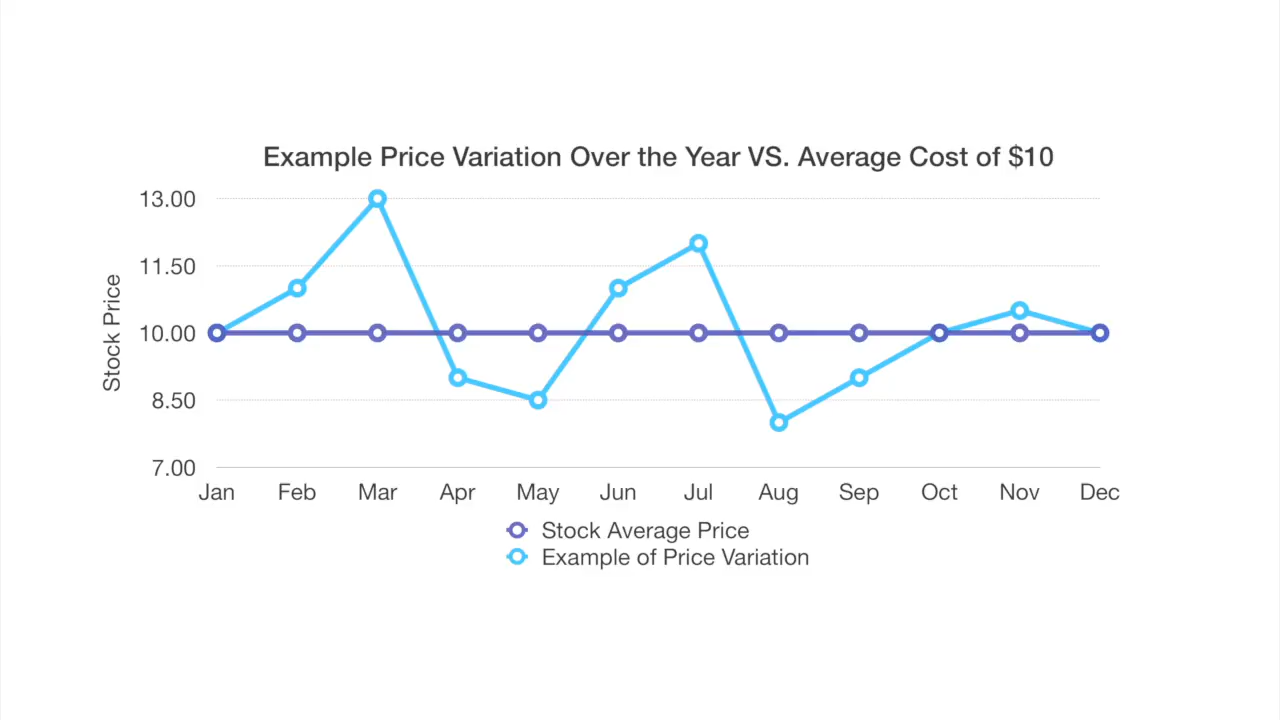 Example Price Variation Over the Year VS. Average Cost of $10
13.00
11.50
10.00
8.50
7.00
Stock Price
Jan Feb Mar Apr May Jun Jul Aug Sep Oct Nov Dec
Stock Average Price
Example of Price Variation